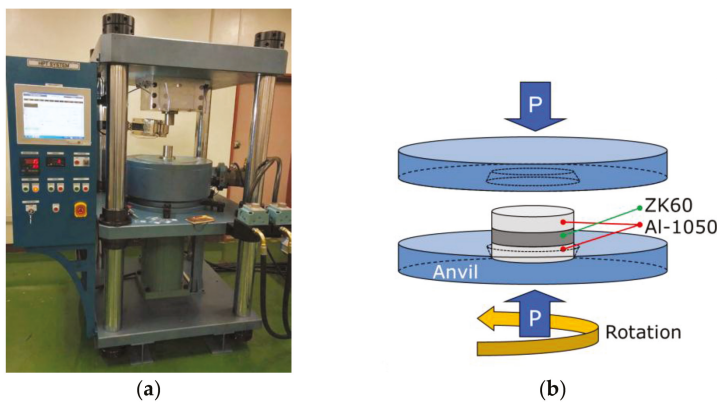 HPT SYSTEM
P
ZK60
Al-1050
Anvil
P
Rotation
(a)
(b)